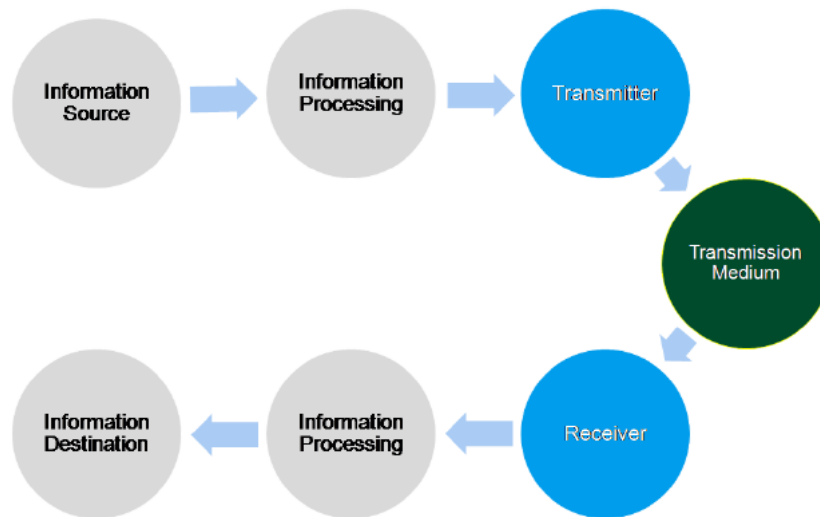 Information
Source
Information
Processing
Transmitter
Transmission
Medium
Receiver
Information
Processing
Information
Destination